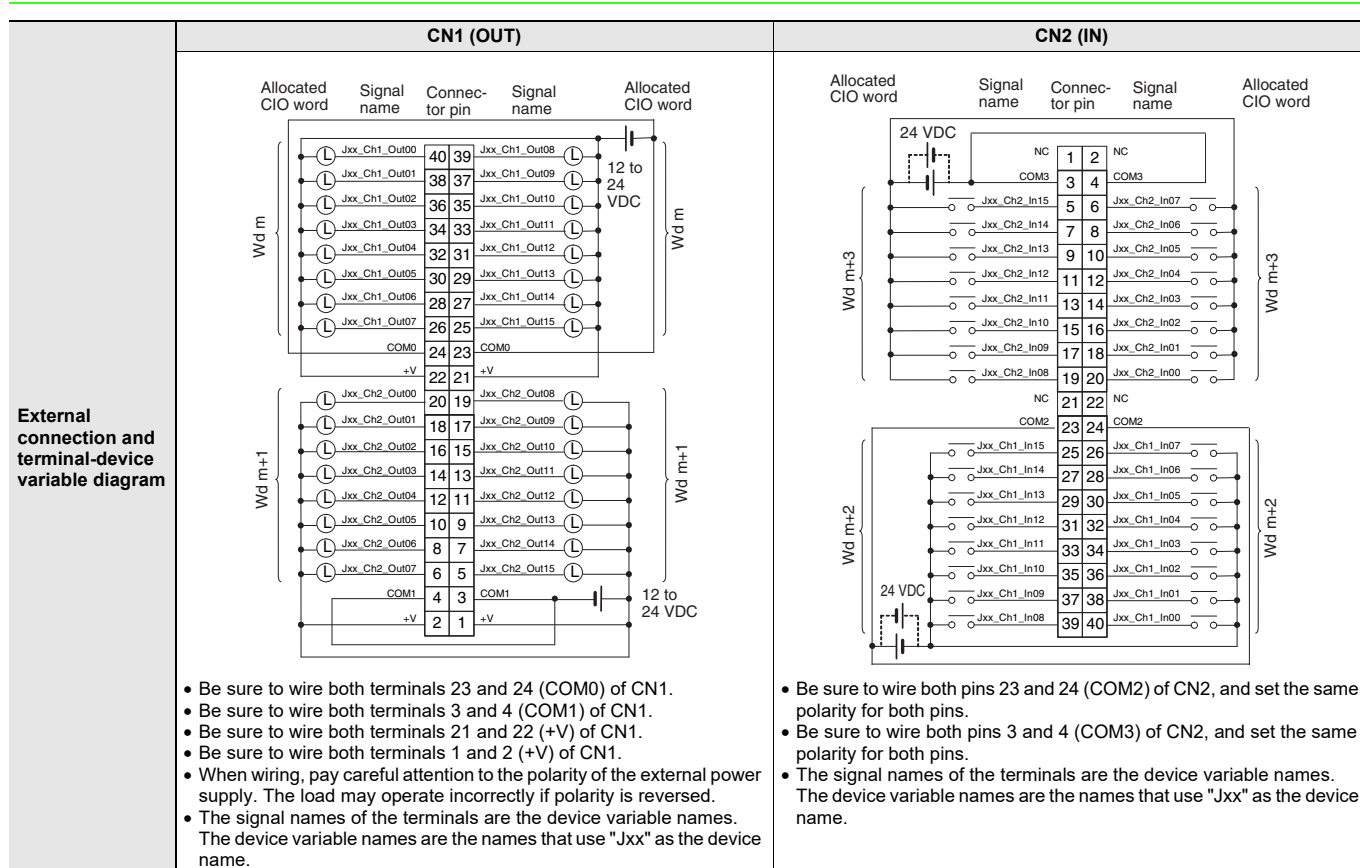 CN1 (OUT)
CN2 (IN)
External
connection and
terminal-device
variable diagram
Allocated
CIO word
Signal
name
Connec-
tor pin
Signal
name
Allocated
CIO word
Jxx_Ch1_Out00 40 39 Jxx_Ch1_Out08
L L
Jxx_Ch1_Out01 38 37 Jxx_Ch1_Out09
L L
Jxx_Ch1_Out02 36 35 Jxx_Ch1_Out10
L L
Jxx_Ch1_Out03 34 33 Jxx_Ch1_Out11
L L
Jxx_Ch1_Out04 32 31 Jxx_Ch1_Out12
L L
Jxx_Ch1_Out05 30 29 Jxx_Ch1_Out13
L L
Jxx_Ch1_Out06 28 27 Jxx_Ch1_Out14
L L
Jxx_Ch1_Out07 26 25 Jxx_Ch1_Out15
L L
COM0 24 23 COM0
+V 22 21 +V
12 to
24
VDC
Wd m
Wd m
Jxx_Ch2_Out00 20 19 Jxx_Ch2_Out08
L L
Jxx_Ch2_Out01 18 17 Jxx_Ch2_Out09
L L
Jxx_Ch2_Out02 16 15 Jxx_Ch2_Out10
L L
Jxx_Ch2_Out03 14 13 Jxx_Ch2_Out11
L L
Jxx_Ch2_Out04 12 11 Jxx_Ch2_Out12
L L
Jxx_Ch2_Out05 10 9 Jxx_Ch2_Out13
L L
Jxx_Ch2_Out06 8 7 Jxx_Ch2_Out14
L L
Jxx_Ch2_Out07 6 5 Jxx_Ch2_Out15
L L
COM1 4 3 COM1
+V 2 1 +V
12 to
24 VDC
Wd m+1
Wd m+1
• Be sure to wire both terminals 23 and 24 (COM0) of CN1.
• Be sure to wire both terminals 3 and 4 (COM1) of CN1.
• Be sure to wire both terminals 21 and 22 (+V) of CN1.
• Be sure to wire both terminals 1 and 2 (+V) of CN1.
• When wiring, pay careful attention to the polarity of the external power
supply. The load may operate incorrectly if polarity is reversed.
• The signal names of the terminals are the device variable names.
The device variable names are the names that use "Jxx" as the device
name.
Allocated
CIO word
Signal
name
Connec-
tor pin
Signal
name
Allocated
CIO word
24 VDC
NC 1 2 NC
COM3 3 4 COM3
Jxx_Ch2_In15 5 6 Jxx_Ch2_In07
Jxx_Ch2_In14 7 8 Jxx_Ch2_In06
Jxx_Ch2_In13 9 10 Jxx_Ch2_In05
Jxx_Ch2_In12 11 12 Jxx_Ch2_In04
Jxx_Ch2_In11 13 14 Jxx_Ch2_In03
Jxx_Ch2_In10 15 16 Jxx_Ch2_In02
Jxx_Ch2_In09 17 18 Jxx_Ch2_In01
Jxx_Ch2_In08 19 20 Jxx_Ch2_In00
Wd m+3
Wd m+3
NC 21 22 NC
COM2 23 24 COM2
Jxx_Ch1_In15 25 26 Jxx_Ch1_In07
Jxx_Ch1_In14 27 28 Jxx_Ch1_In06
Jxx_Ch1_In13 29 30 Jxx_Ch1_In05
Jxx_Ch1_In12 31 32 Jxx_Ch1_In04
Jxx_Ch1_In11 33 34 Jxx_Ch1_In03
Jxx_Ch1_In10 35 36 Jxx_Ch1_In02
Jxx_Ch1_In09 37 38 Jxx_Ch1_In01
Jxx_Ch1_In08 39 40 Jxx_Ch1_In00
Wd m+2
Wd m+2
24 VDC
• Be sure to wire both pins 23 and 24 (COM2) of CN2, and set the same
polarity for both pins.
• Be sure to wire both pins 3 and 4 (COM3) of CN2, and set the same
polarity for both pins.
• The signal names of the terminals are the device variable names.
The device variable names are the names that use "Jxx" as the device
name.